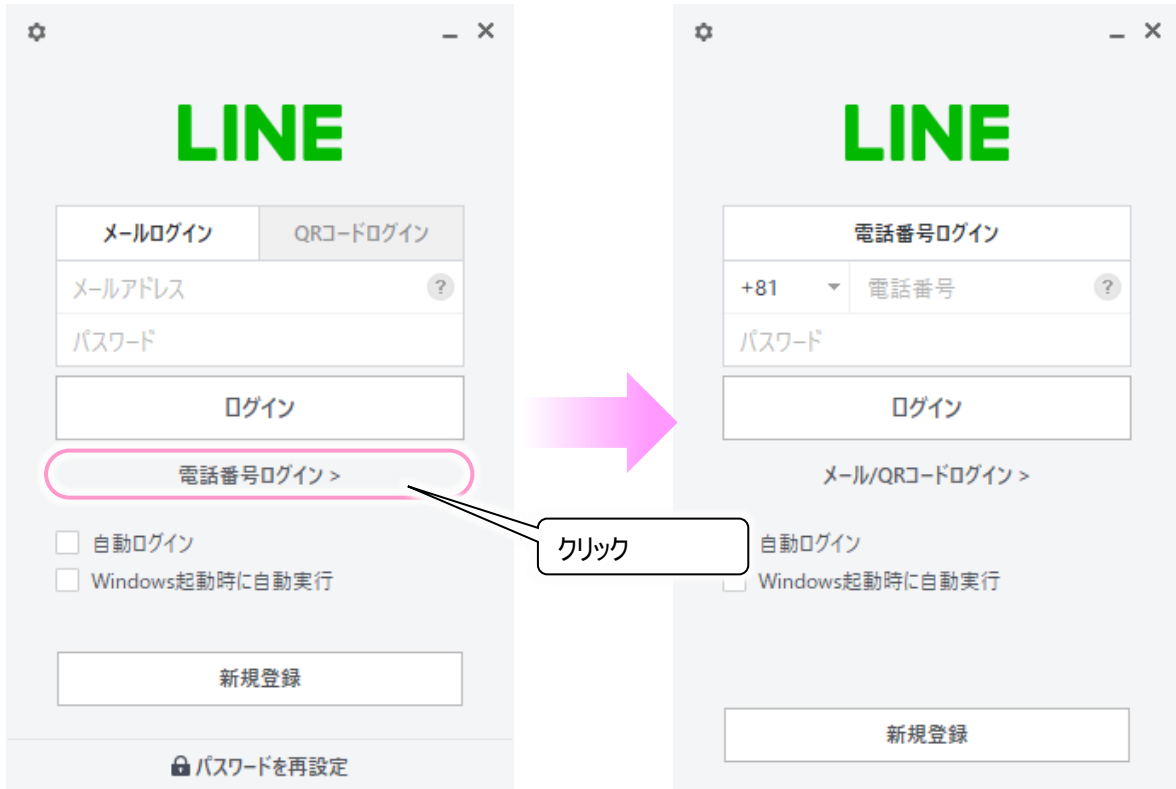 LINE
メールログイン QRコードログイン
メールアドレス ?
パスワード
ログイン
電話番号ログイン >
自動ログイン
Windows起動時に自動実行
新規登録
パスワードを再設定
クリック
LINE
電話番号ログイン
+81 電話番号 ?
パスワード
ログイン
メール/QRコードログイン >
自動ログイン
Windows起動時に自動実行
新規登録